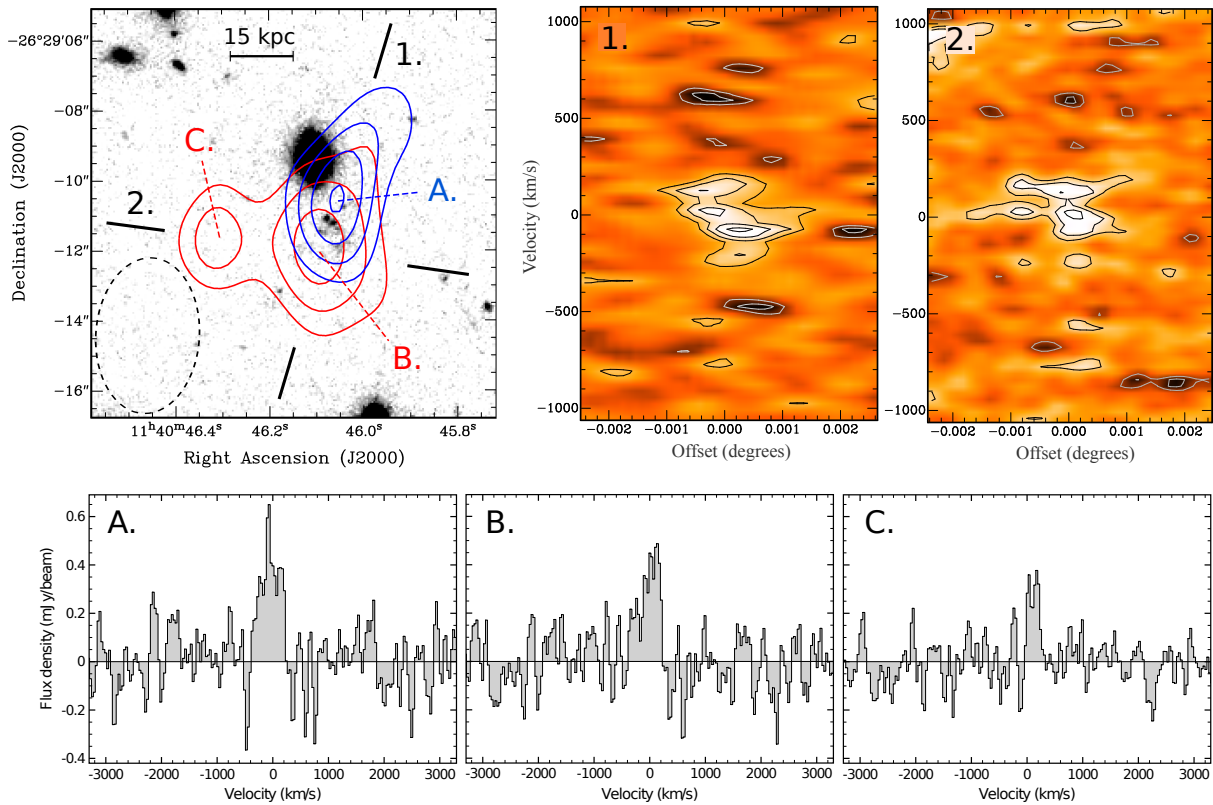 15 kpc
1.
C.
A.
2.
B.
−26°29′06″
−08″
−10″
−12″
−14″
−16″
Declination (J2000)
11ʰ40ᵐ46.4ˢ
46.2ˢ
46.0ˢ
45.8ˢ
Right Ascension (J2000)
1.
1000
500
0
−500
−1000
Velocity (km/s)
−0.002
−0.001
0.000
0.001
0.002
Offset (degrees)
2.
1000
500
0
−500
−1000
−0.002
−0.001
0.000
0.001
0.002
Offset (degrees)
A.
0.6
0.4
0.2
0
-0.2
-0.4
Flux density (mJy/beam)
-3000
-2000
-1000
0
1000
2000
3000
Velocity (km/s)
B.
-3000
-2000
-1000
0
1000
2000
3000
Velocity (km/s)
C.
-3000
-2000
-1000
0
1000
2000
3000
Velocity (km/s)